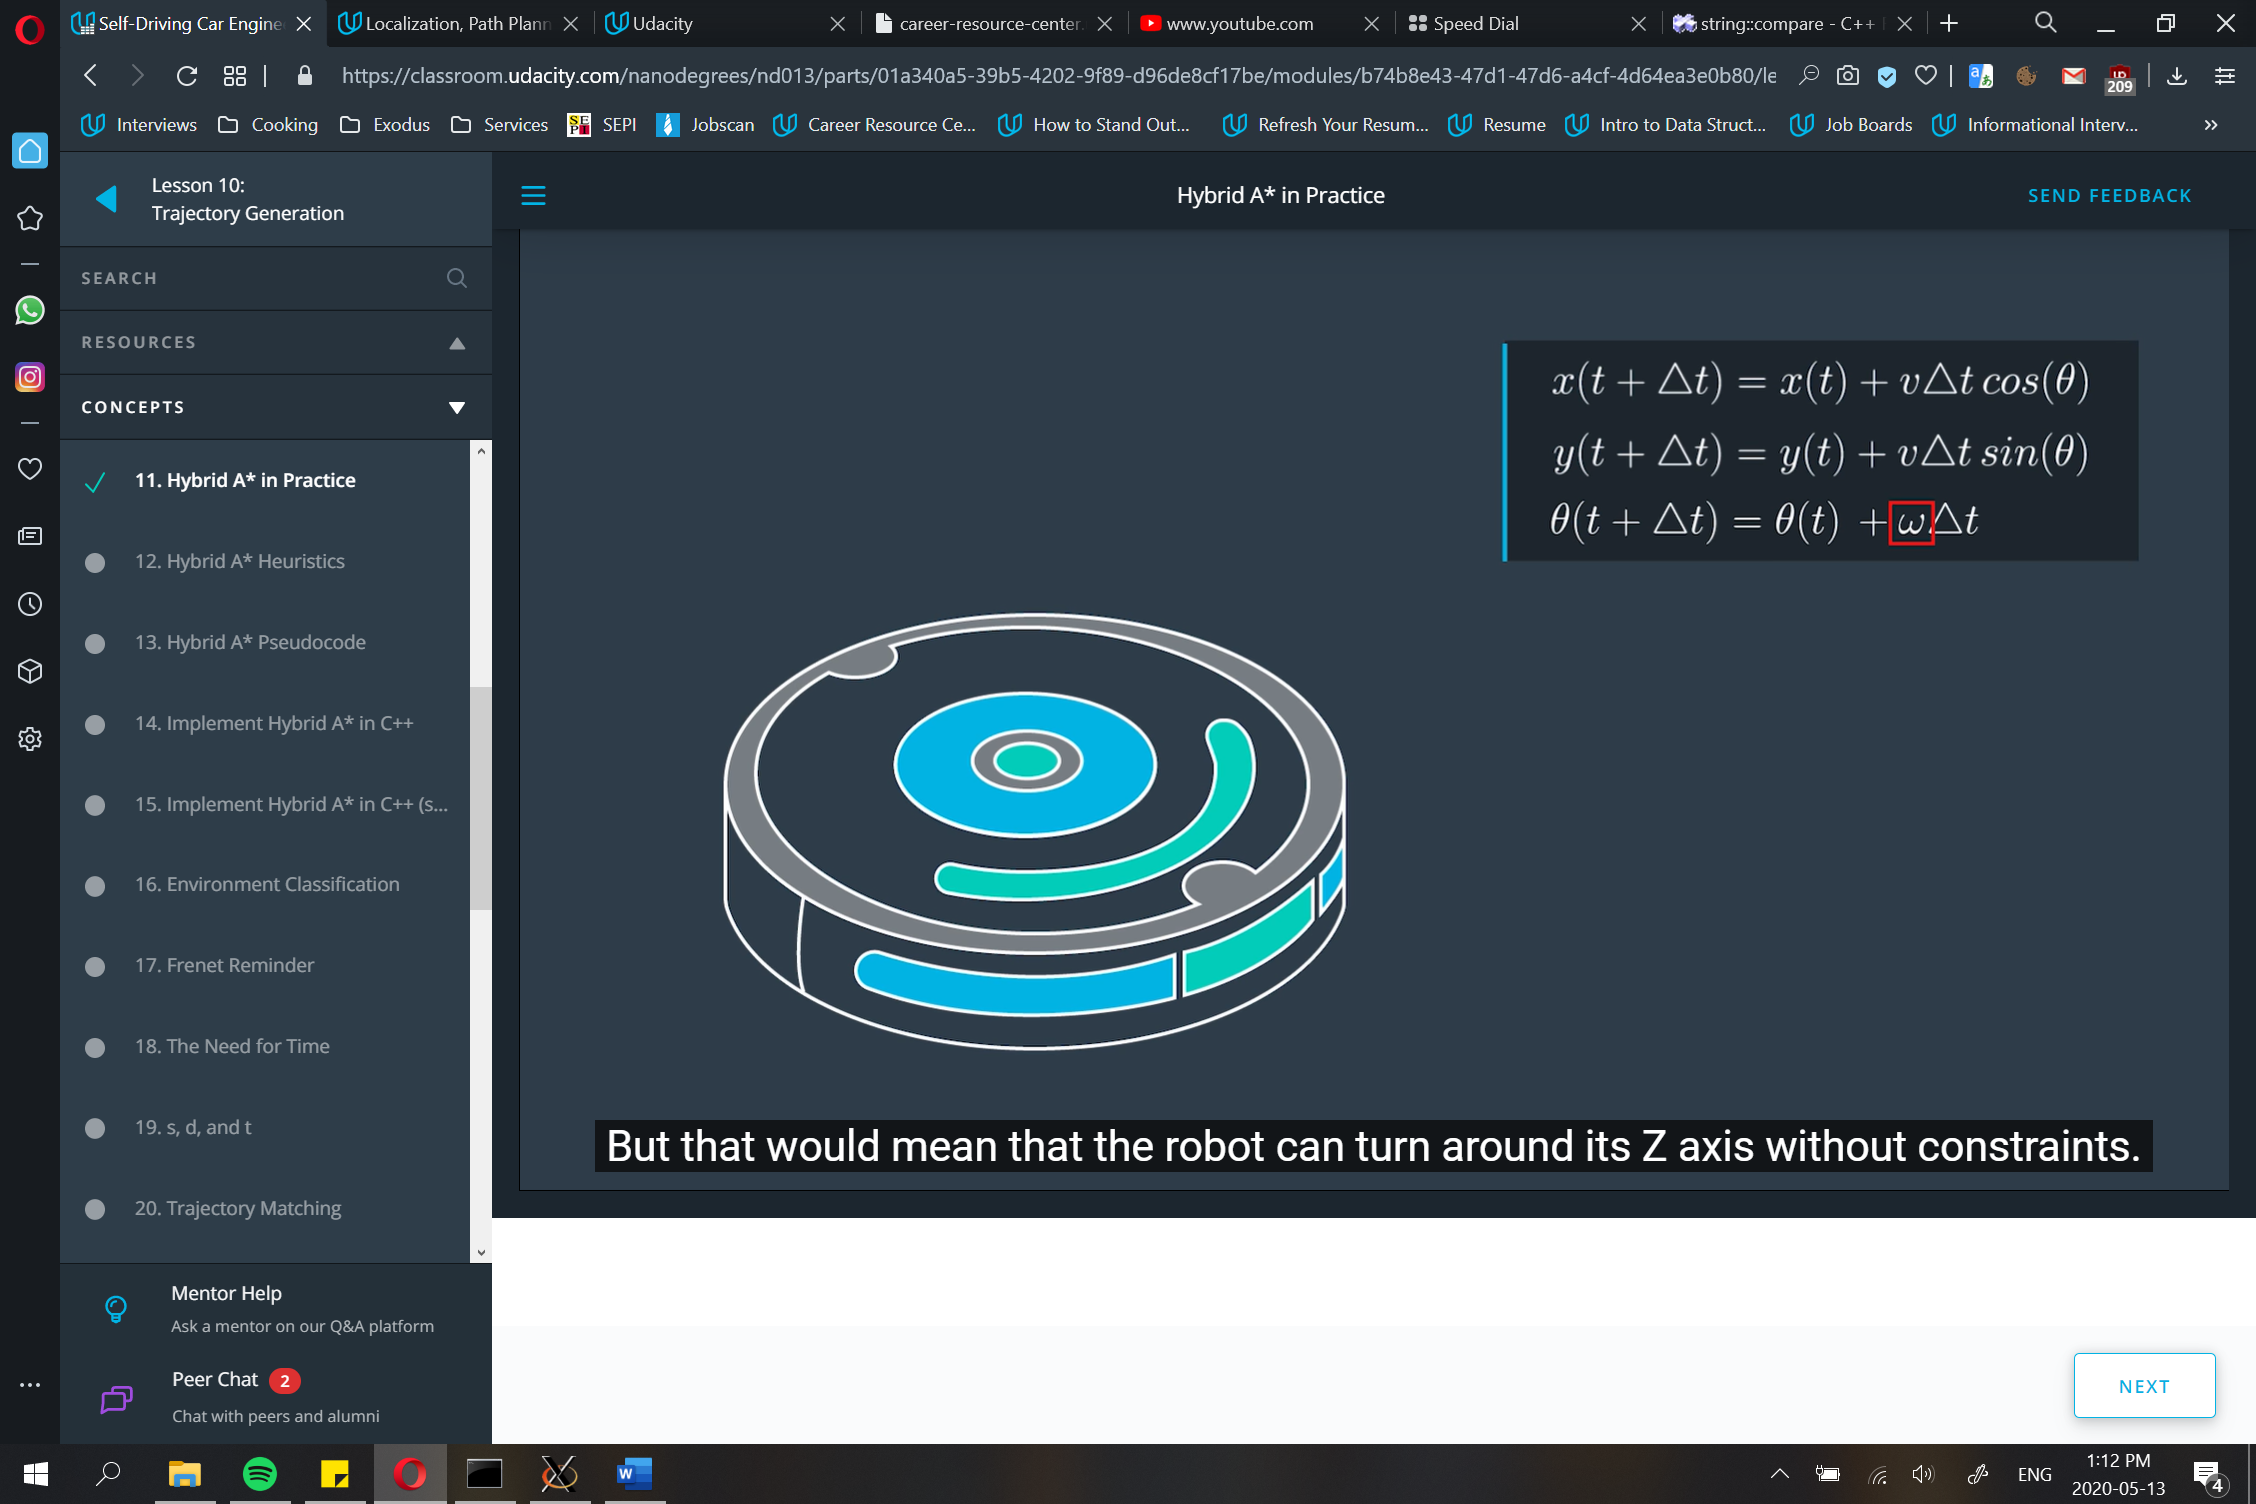 Self-Driving Car Engine
Localization, Path Plann
Udacity
career-resource-center.
www.youtube.com
Speed Dial
string::compare - C++
https://classroom.udacity.com/nanodegrees/nd013/parts/01a340a5-39b5-4202-9f89-d96de8cf17be/modules/b74b8e43-47d1-47d6-a4cf-4d64ea3e0b80/le
209
Interviews
Cooking
Exodus
Services
SEPI
Jobscan
Career Resource Ce...
How to Stand Out...
Refresh Your Resum...
Resume
Intro to Data Struct...
Job Boards
Informational Interv...
»
Lesson 10:
Trajectory Generation
Hybrid A* in Practice
SEND FEEDBACK
SEARCH
RESOURCES
CONCEPTS
11. Hybrid A* in Practice
12. Hybrid A* Heuristics
13. Hybrid A* Pseudocode
14. Implement Hybrid A* in C++
15. Implement Hybrid A* in C++ (s...
16. Environment Classification
17. Frenet Reminder
18. The Need for Time
19. s, d, and t
20. Trajectory Matching
x(t + △t) = x(t) + v△t cos(θ)
y(t + △t) = y(t) + v△t sin(θ)
θ(t + △t) = θ(t) + ω△t
But that would mean that the robot can turn around its Z axis without constraints.
Mentor Help
Ask a mentor on our Q&A platform
Peer Chat 2
Chat with peers and alumni
NEXT
ENG
1:12 PM
2020-05-13
4